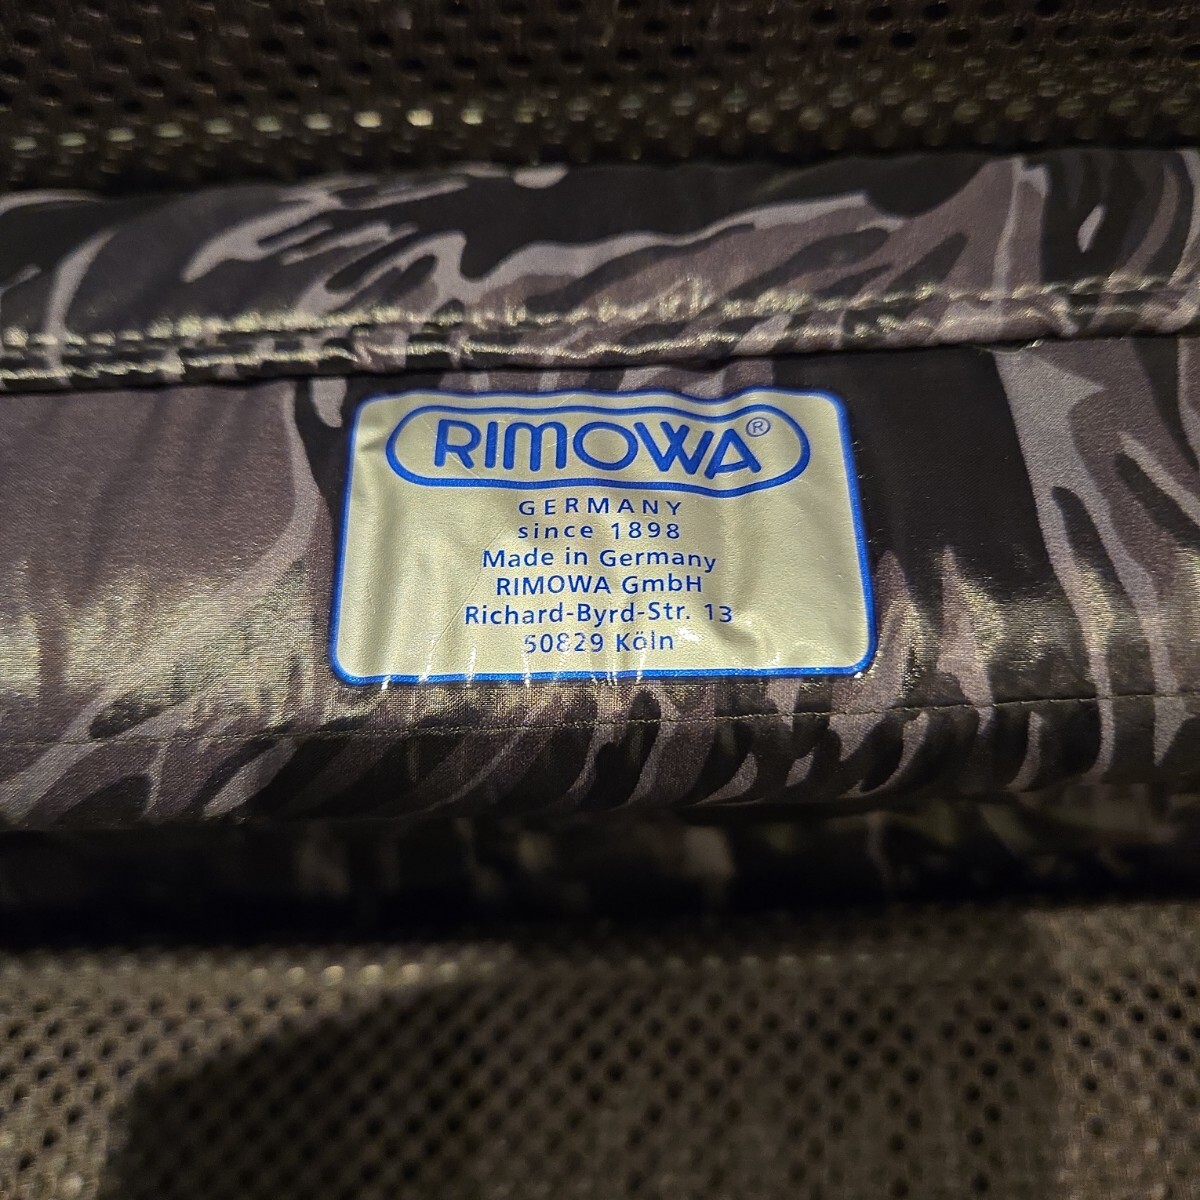 RIMOWA®
GERMANY
since 1898
Made in Germany
RIMOWA GmbH
Richard-Byrd-Str. 13
50829 Köln